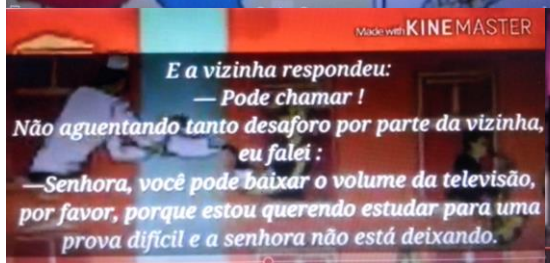 Made with KINEMASTER
E a vizinha respondeu:
— Pode chamar !
Não aguentando tanto desaforo por parte da vizinha,
eu falei :
—Senhora, você pode baixar o volume da televisão,
por favor, porque estou querendo estudar para uma
prova difícil e a senhora não está deixando.